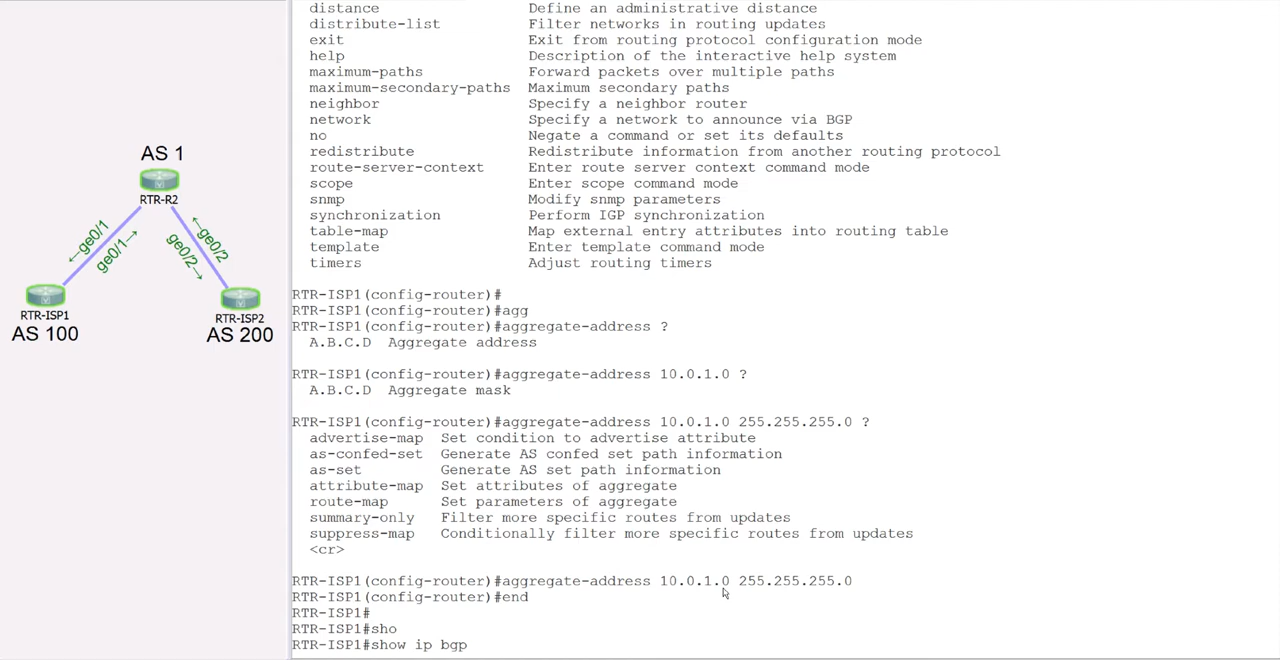 AS 1
RTR-R2
←ge0/1
ge0/1→
←ge0/2
ge0/2→
RTR-ISP1
AS 100
RTR-ISP2
AS 200
distance Define an administrative distance
distribute-list Filter networks in routing updates
exit Exit from routing protocol configuration mode
help Description of the interactive help system
maximum-paths Forward packets over multiple paths
maximum-secondary-paths Maximum secondary paths
neighbor Specify a neighbor router
network Specify a network to announce via BGP
no Negate a command or set its defaults
redistribute Redistribute information from another routing protocol
route-server-context Enter route server context command mode
scope Enter scope command mode
snmp Modify snmp parameters
synchronization Perform IGP synchronization
table-map Map external entry attributes into routing table
template Enter template command mode
timers Adjust routing timers
RTR-ISP1(config-router)#
RTR-ISP1(config-router)#agg
RTR-ISP1(config-router)#aggregate-address ?
A.B.C.D Aggregate address
RTR-ISP1(config-router)#aggregate-address 10.0.1.0 ?
A.B.C.D Aggregate mask
RTR-ISP1(config-router)#aggregate-address 10.0.1.0 255.255.255.0 ?
advertise-map Set condition to advertise attribute
as-confed-set Generate AS confed set path information
as-set Generate AS set path information
attribute-map Set attributes of aggregate
route-map Set parameters of aggregate
summary-only Filter more specific routes from updates
suppress-map Conditionally filter more specific routes from updates
<cr>
RTR-ISP1(config-router)#aggregate-address 10.0.1.0 255.255.255.0
RTR-ISP1(config-router)#end
RTR-ISP1#
RTR-ISP1#sho
RTR-ISP1#show ip bgp